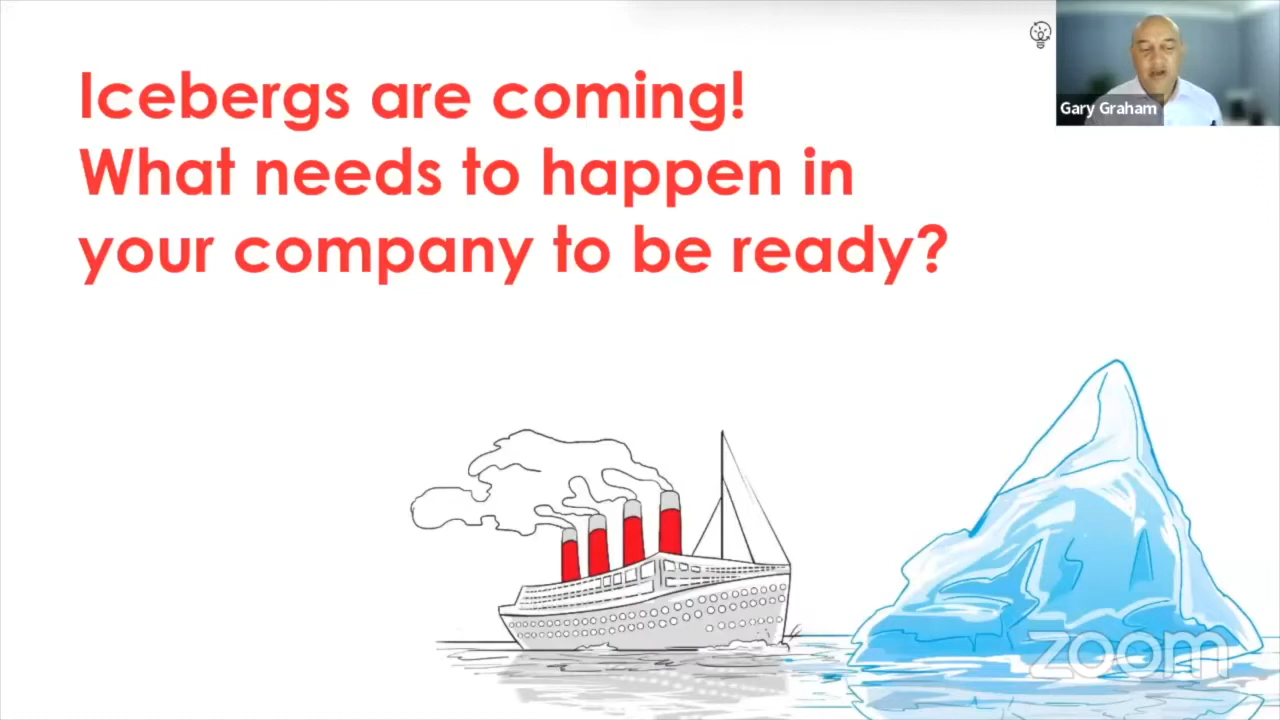 Icebergs are coming!
What needs to happen in
your company to be ready?
Gary Graham
zoom